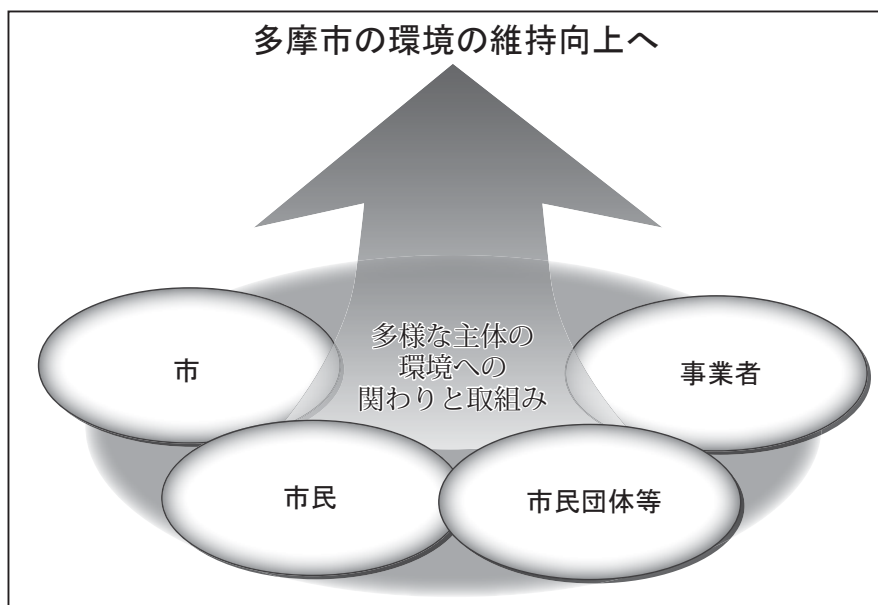 多摩市の環境の維持向上へ
多様な主体の
環境への
関わりと取組み
市
事業者
市民
市民団体等